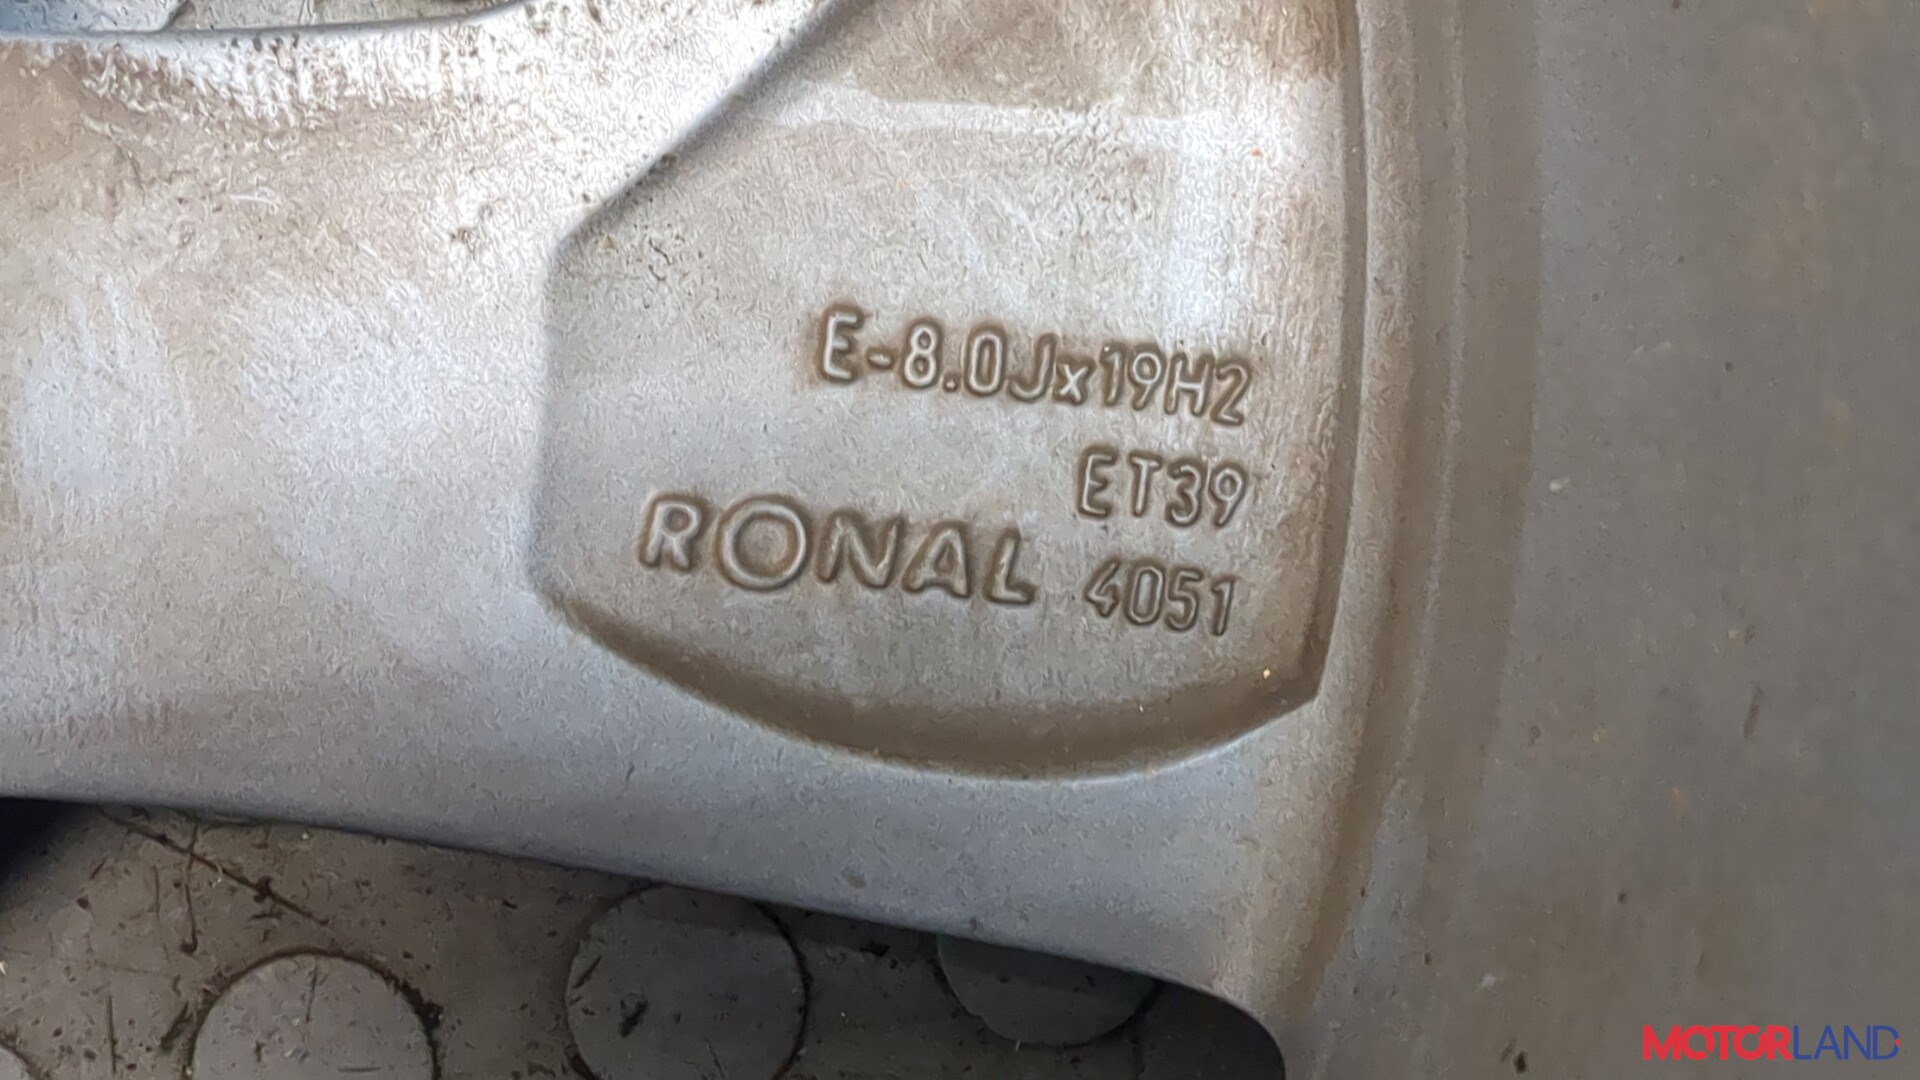 E-8.0Jx19H2
ET39
RONAL 4051
MOTORLAND